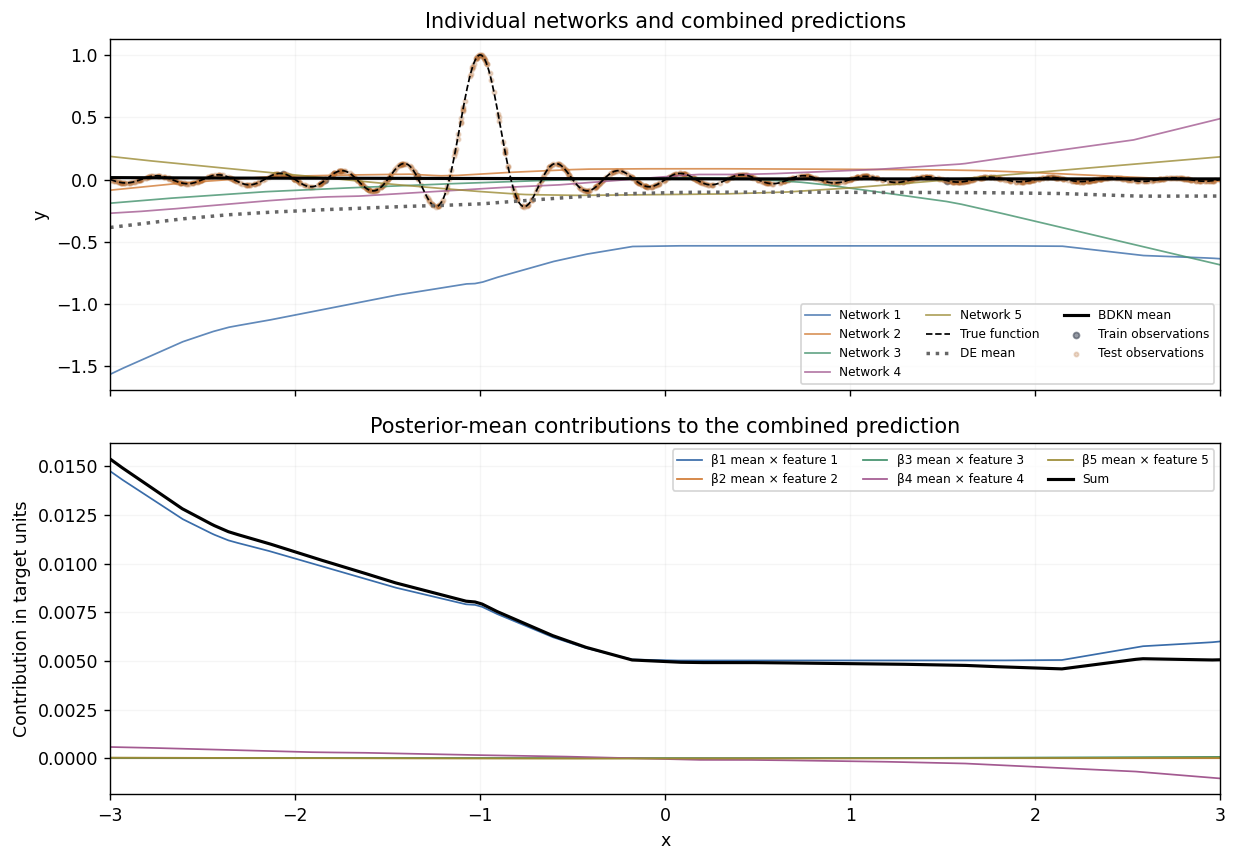 Individual networks and combined predictions
1.0
0.5
0.0
−0.5
−1.0
−1.5
y
Network 1
Network 2
Network 3
Network 4
Network 5
True function
DE mean
BDKN mean
Train observations
Test observations
Posterior-mean contributions to the combined prediction
0.0150
0.0125
0.0100
0.0075
0.0050
0.0025
0.0000
Contribution in target units
β1 mean × feature 1
β2 mean × feature 2
β3 mean × feature 3
β4 mean × feature 4
β5 mean × feature 5
Sum
−3
−2
−1
0
1
2
3
x